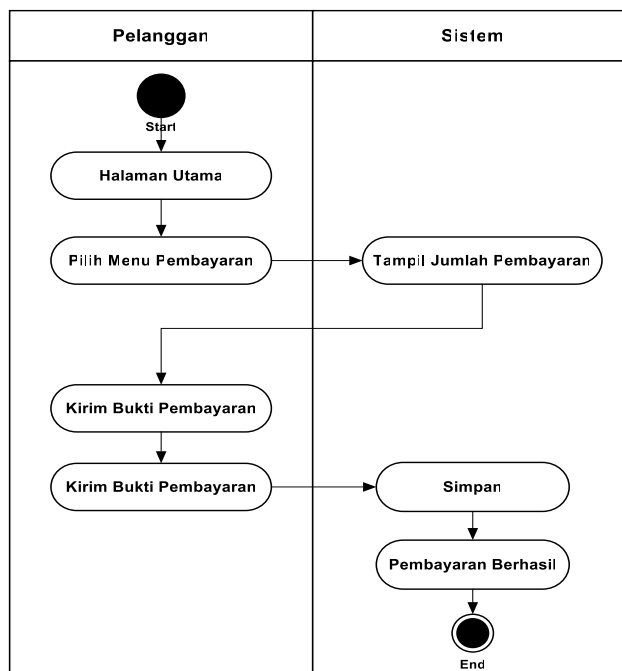 Pelanggan
Sistem
Start
Halaman Utama
Pilih Menu Pembayaran
Tampil Jumlah Pembayaran
Kirim Bukti Pembayaran
Kirim Bukti Pembayaran
Simpan
Pembayaran Berhasil
End